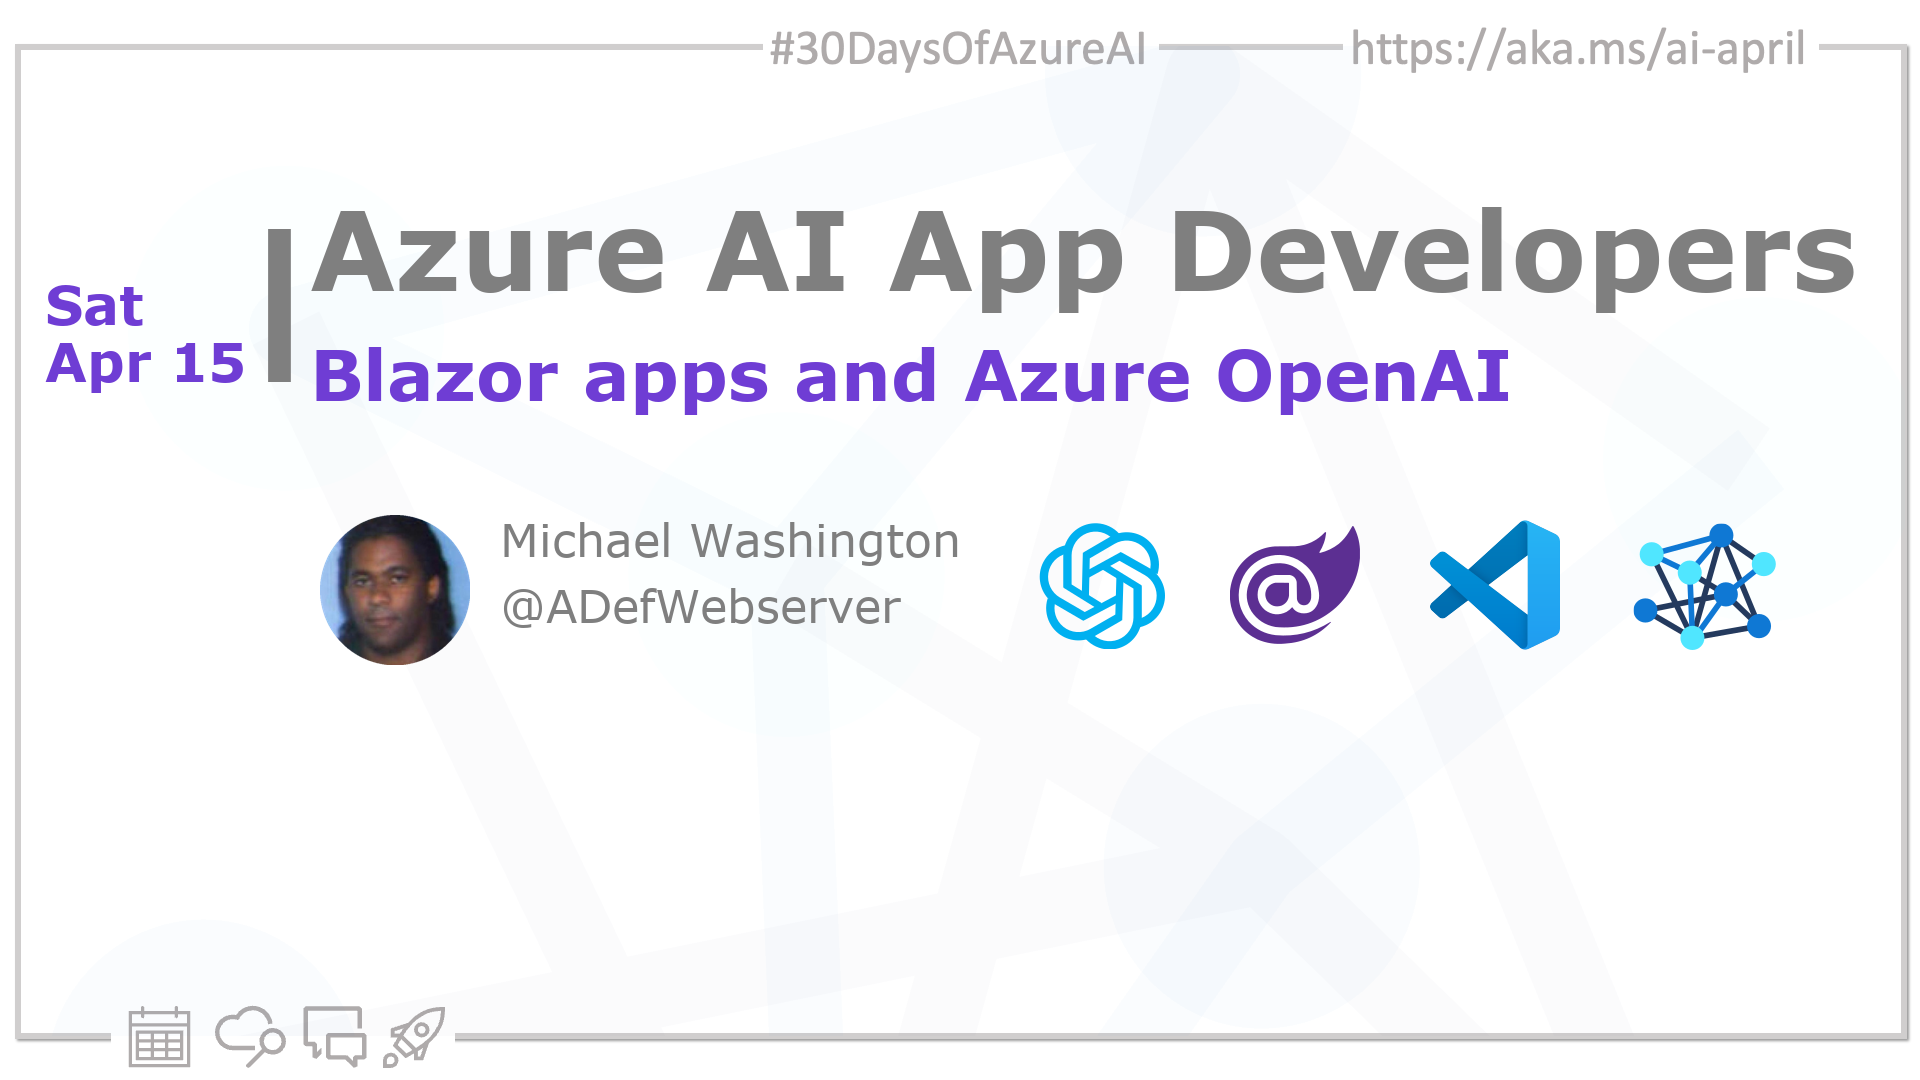 #30DaysOfAzureAI
https://aka.ms/ai-april
Sat
Apr 15
Azure AI App Developers
Blazor apps and Azure OpenAI
Michael Washington
@ADefWebserver
@